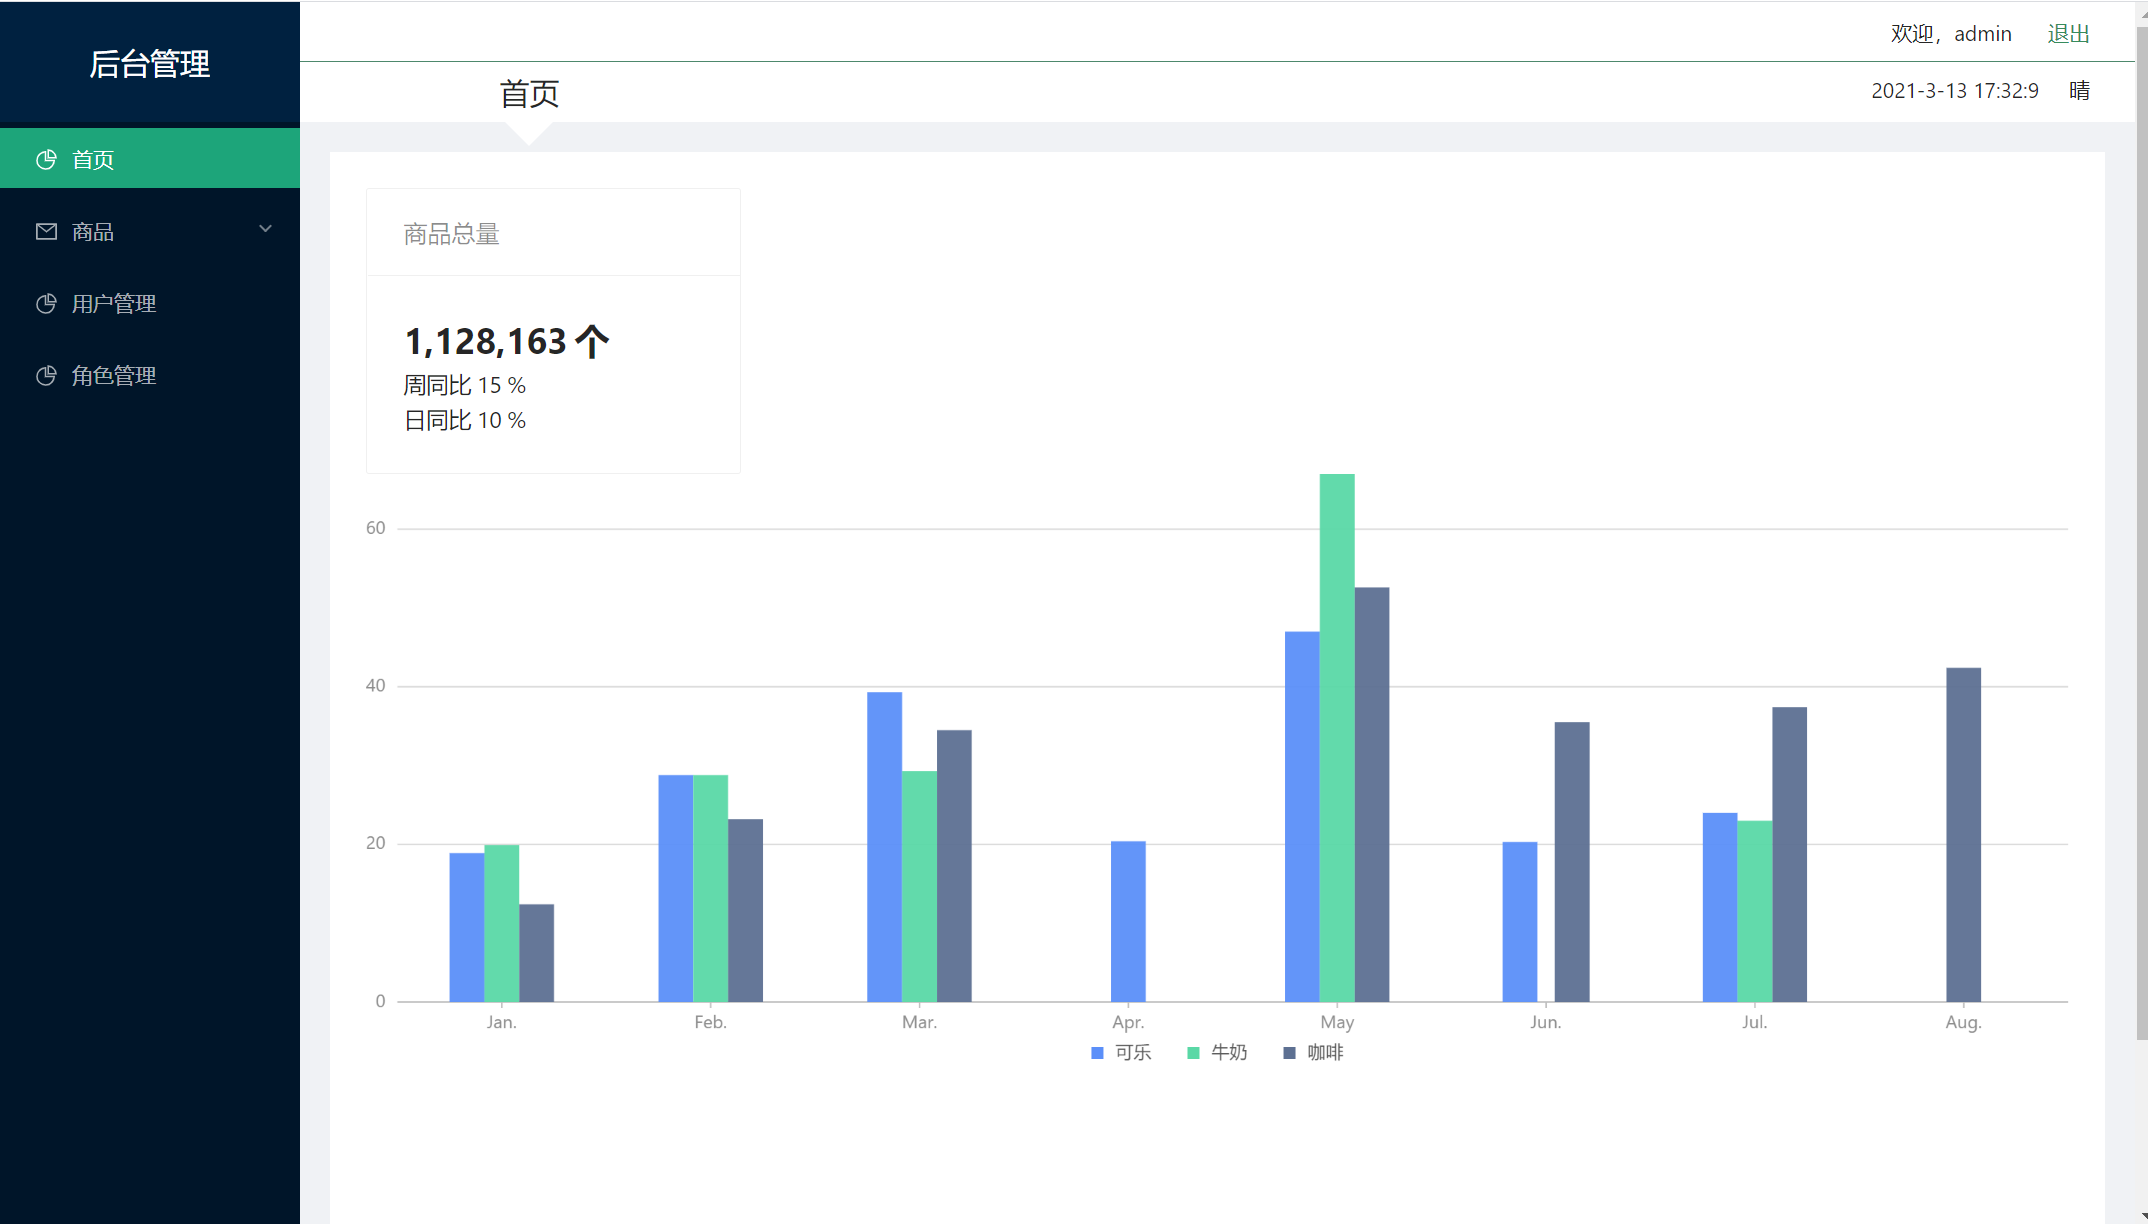 后台管理
首页
商品
用户管理
角色管理
欢迎，admin 退出
首页
2021-3-13 17:32:9 晴
商品总量
1,128,163 个
周同比 15 %
日同比 10 %
60
40
20
0
Jan. Feb. Mar. Apr. May Jun. Jul. Aug.
可乐 牛奶 咖啡